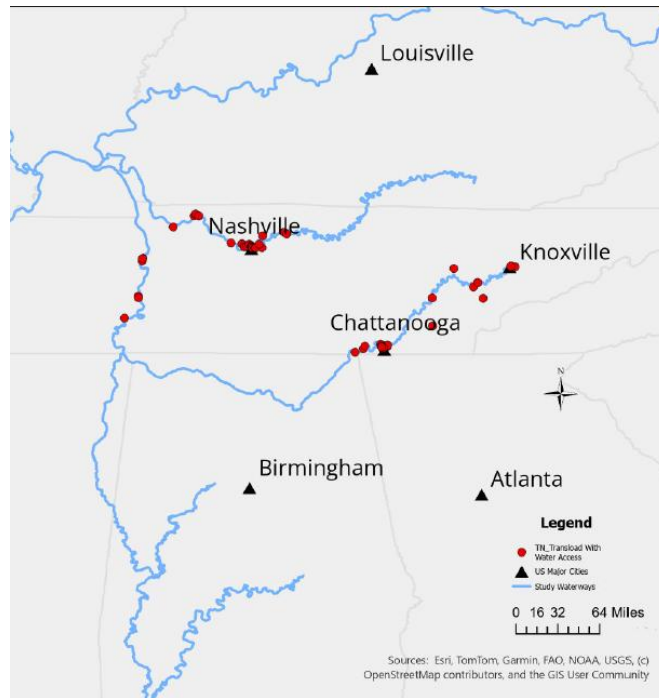 Louisville
Nashville
Knoxville
Chattanooga
N
Birmingham
Atlanta
Legend
TN_Transload With
Water Access
US Major Cities
Study Waterways
0 16 32 64 Miles
Sources: Esri, TomTom, Garmin, FAO, NOAA, USGS, (c)
OpenStreetMap contributors, and the GIS User Community